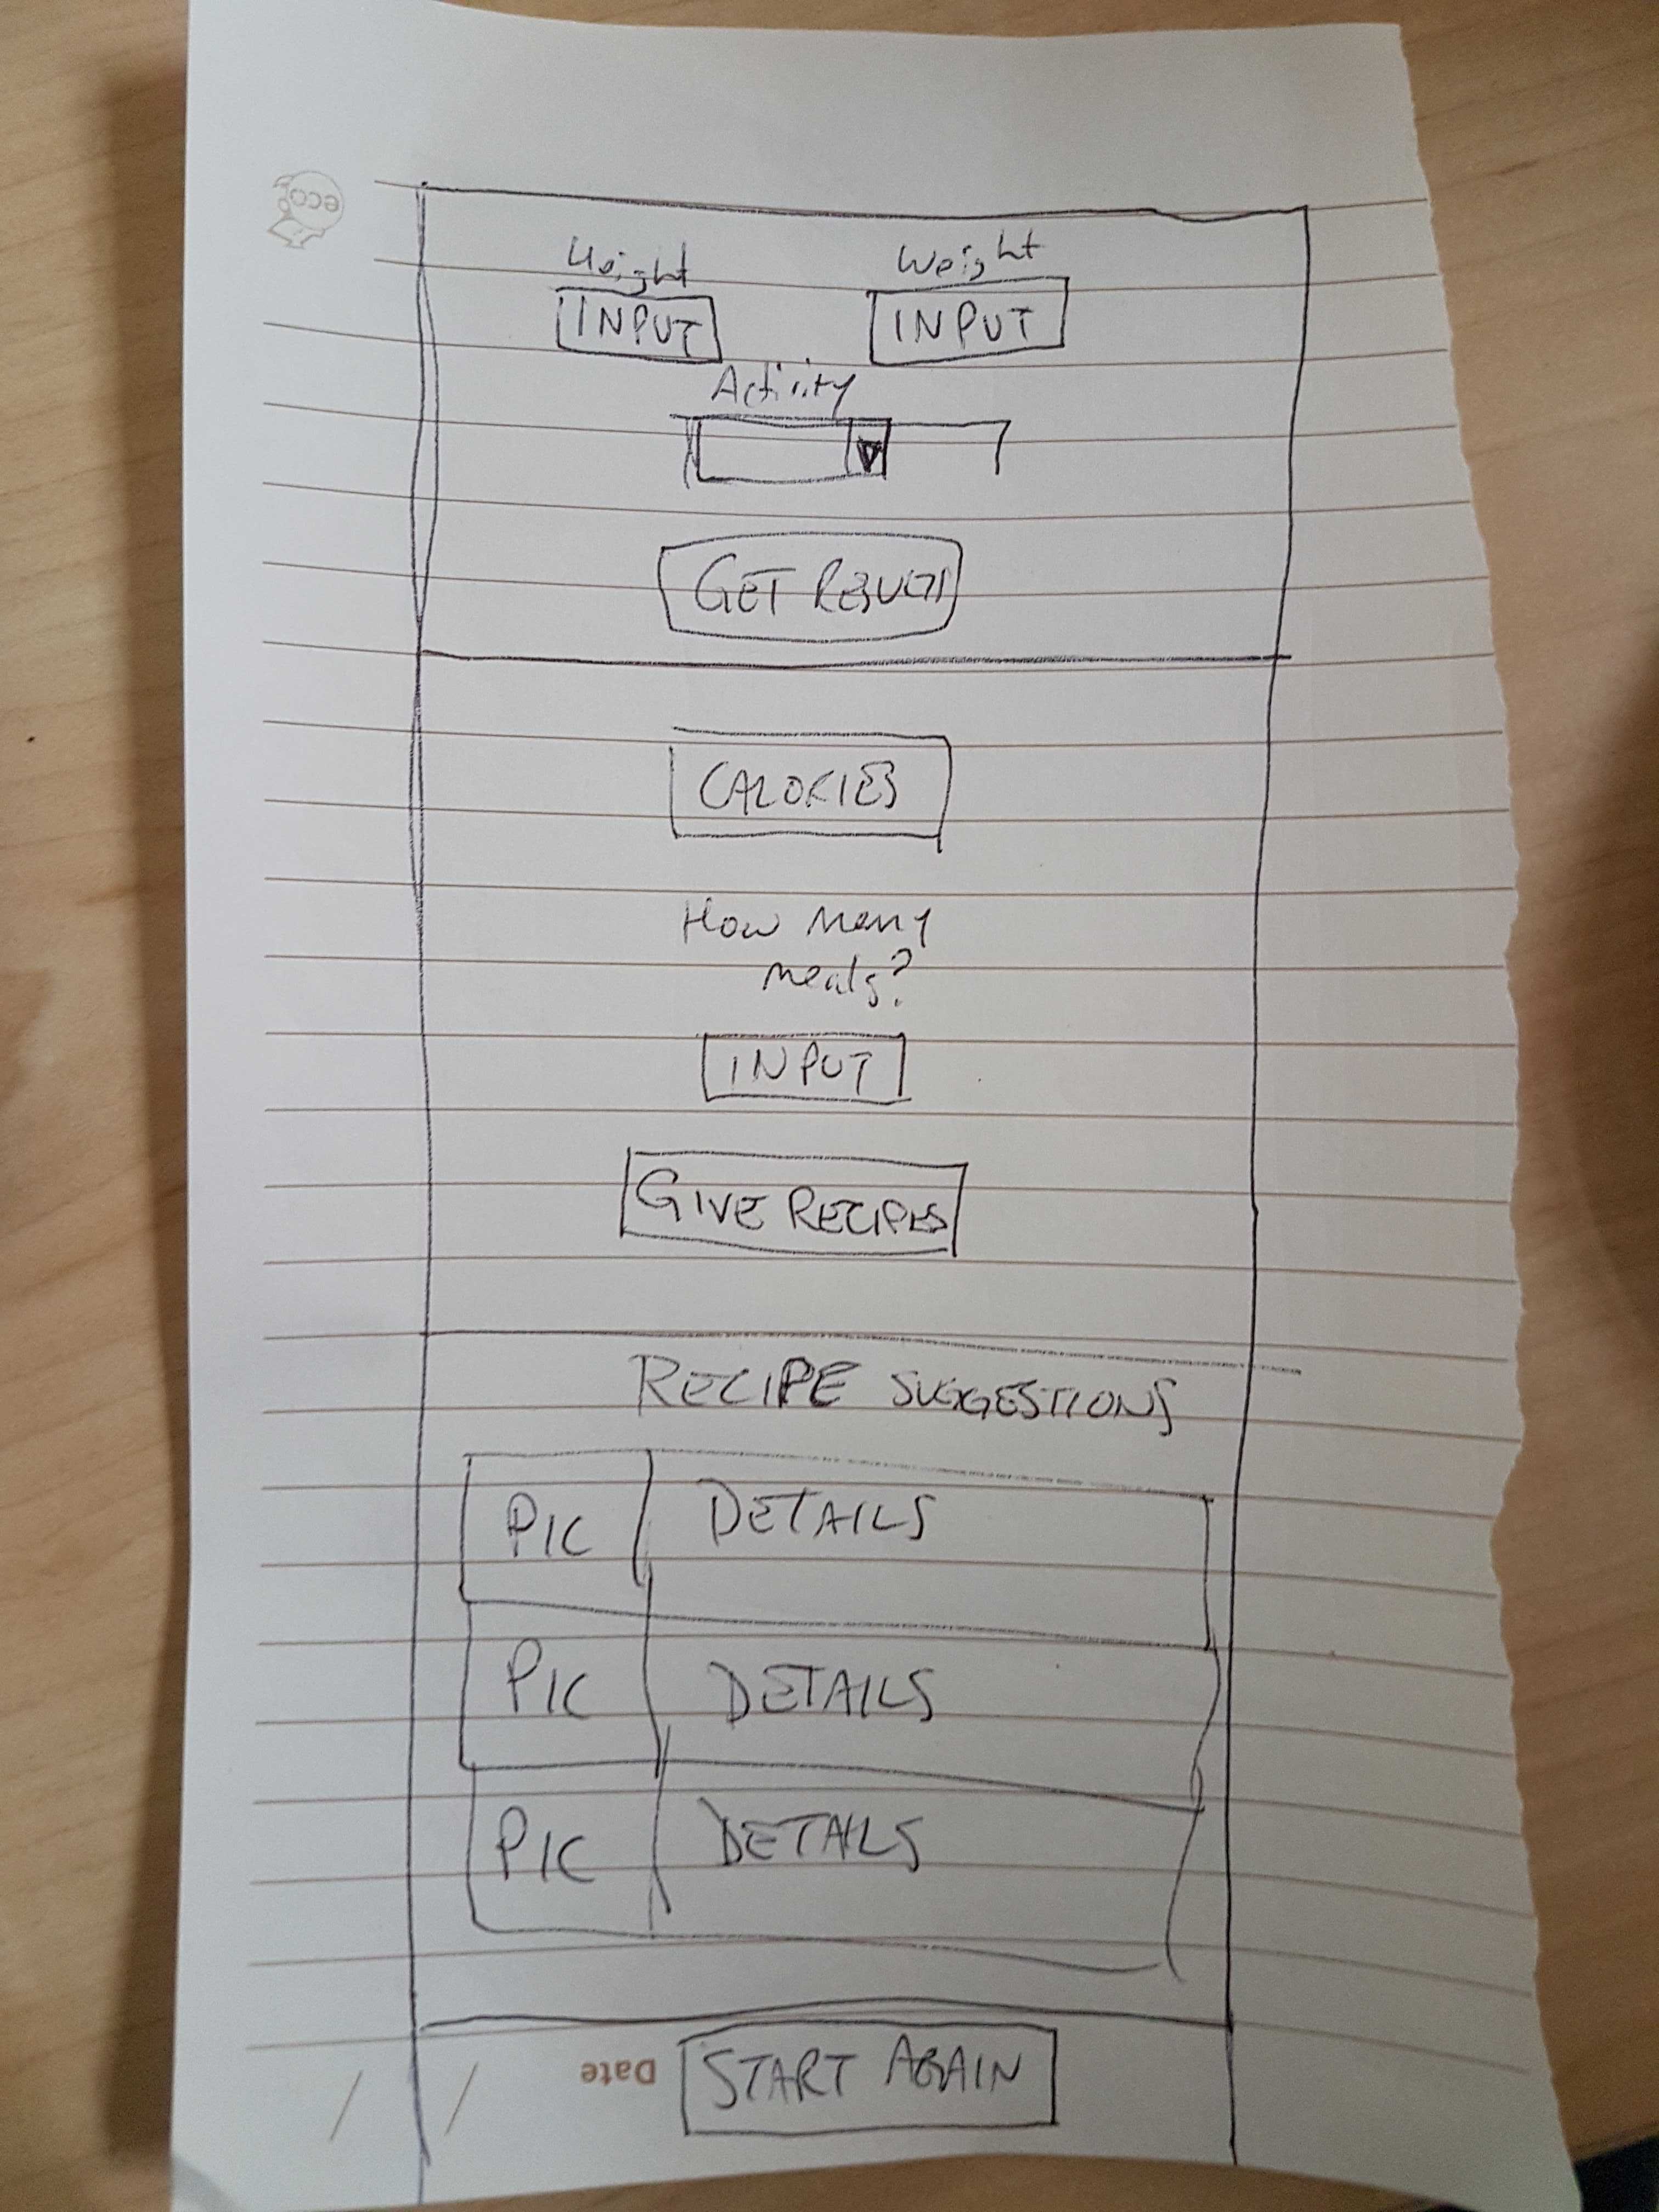 eco
Height Weight
INPUT INPUT
Activity
GET RESULTS
CALORIES
How many
meals?
INPUT
GIVE RECIPES
RECIPE SUGGESTIONS
PIC DETAILS
PIC DETAILS
PIC DETAILS
Date
START AGAIN